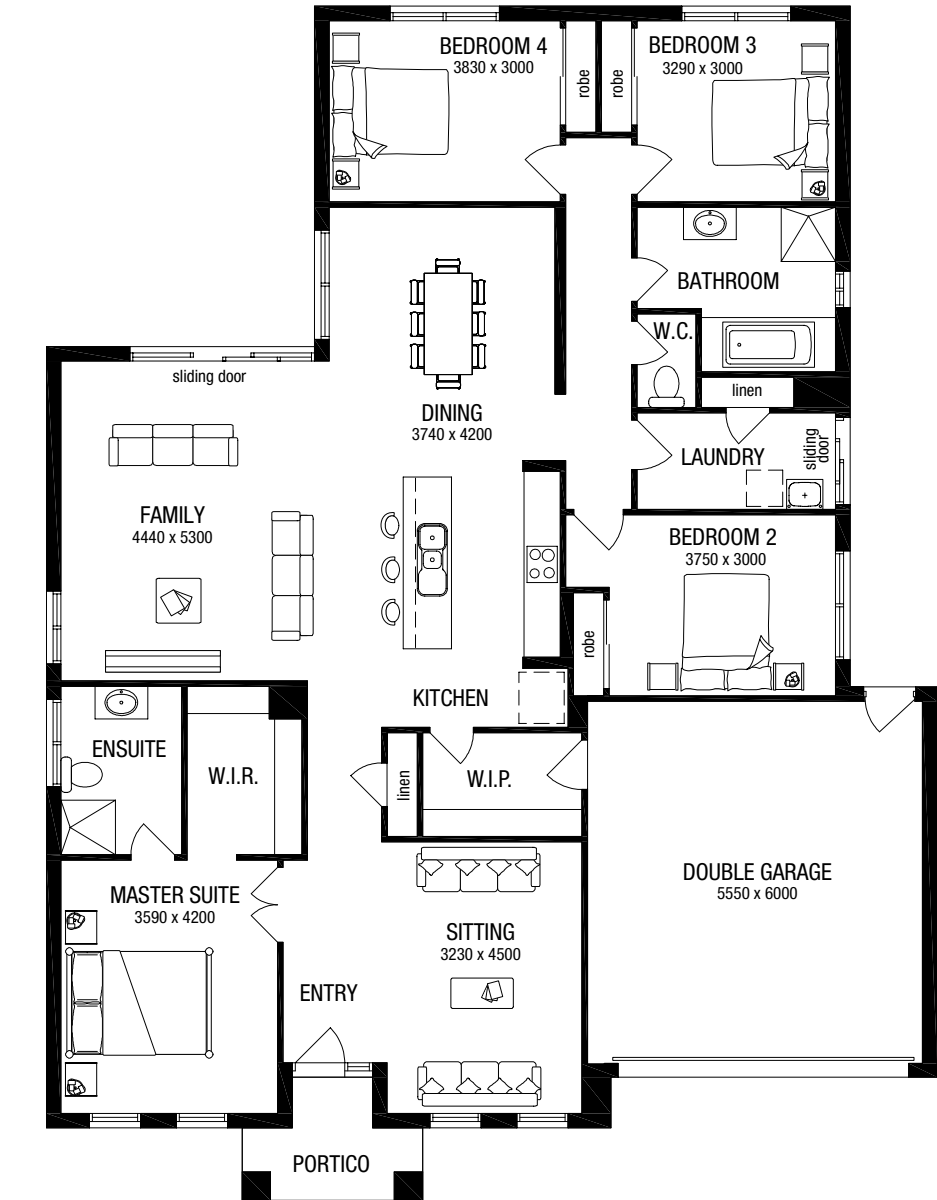 BEDROOM 4
3830 x 3000
robe
robe
BEDROOM 3
3290 x 3000
BATHROOM
W.C.
sliding door
linen
DINING
3740 x 4200
LAUNDRY
sliding
door
FAMILY
4440 x 5300
BEDROOM 2
3750 x 3000
robe
KITCHEN
ENSUITE
W.I.R.
linen
W.I.P.
DOUBLE GARAGE
5550 x 6000
MASTER SUITE
3590 x 4200
SITTING
3230 x 4500
ENTRY
PORTICO